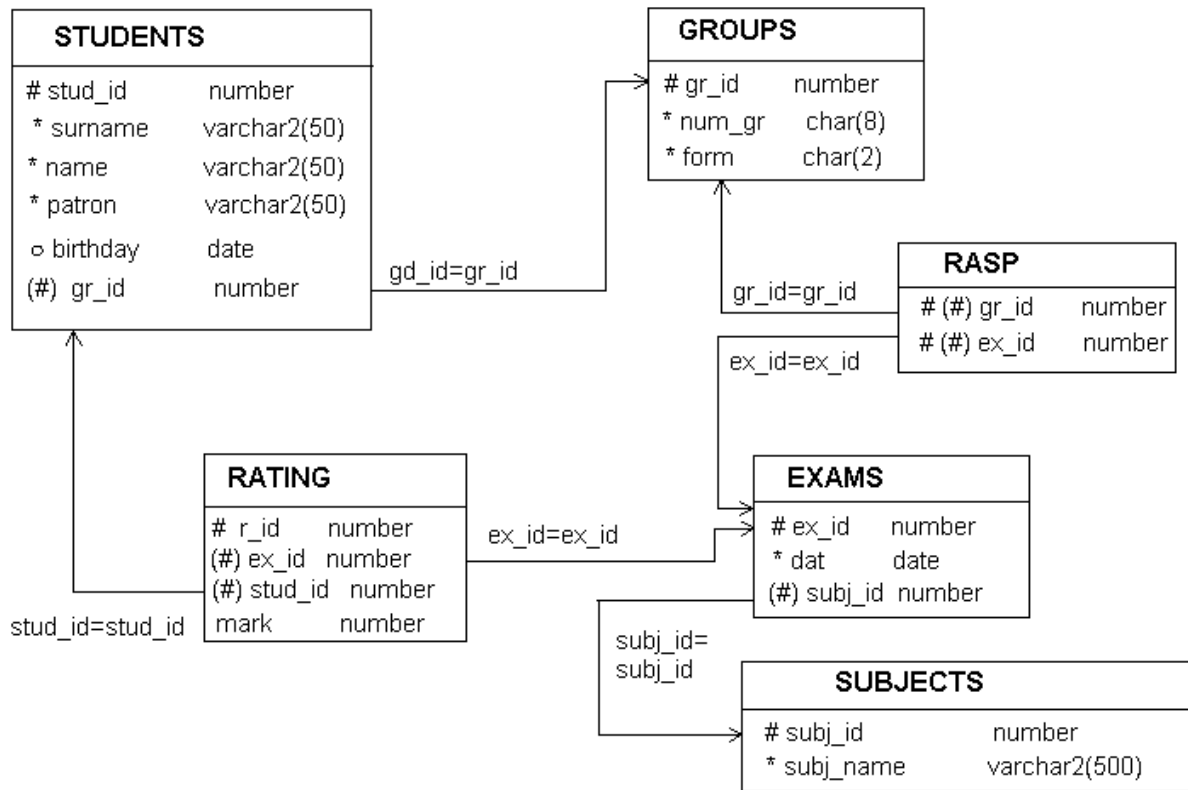 STUDENTS
# stud_id number
* surname varchar2(50)
* name varchar2(50)
* patron varchar2(50)
o birthday date
(#) gr_id number
GROUPS
# gr_id number
* num_gr char(8)
* form char(2)
gd_id=gr_id
RASP
# (#) gr_id number
# (#) ex_id number
gr_id=gr_id
ex_id=ex_id
RATING
# r_id number
(#) ex_id number
(#) stud_id number
mark number
stud_id=stud_id
ex_id=ex_id
EXAMS
# ex_id number
* dat date
(#) subj_id number
subj_id=
subj_id
SUBJECTS
# subj_id number
* subj_name varchar2(500)